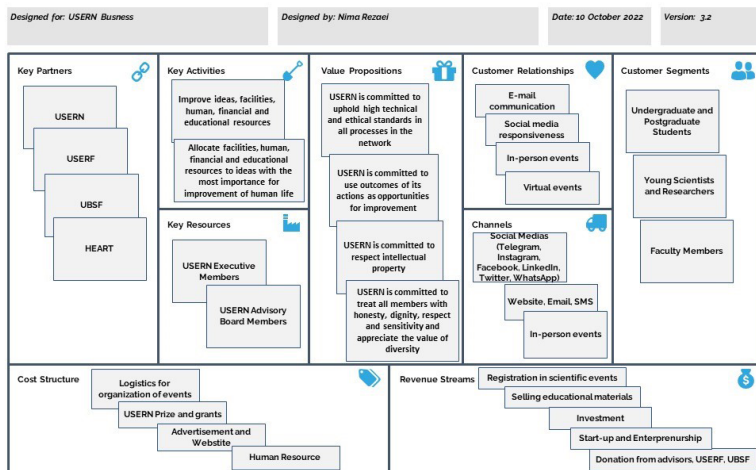 Designed for: USERN Busness
Designed by: Nima Rezaei
Date: 10 October 2022
Version: 3.2
Key Partners
USERN
USERF
UBSF
HEART
Key Activities
Improve ideas, facilities,
human, financial and
educational resources
Allocate facilities, human,
financial and educational
resources to ideas with the
most importance for
improvement of human life
Key Resources
USERN Executive
Members
USERN Advisory
Board Members
Value Propositions
USERN is committed to
uphold high technical
and ethical standards in
all processes in the
network
USERN is committed to
use outcomes of its
actions as opportunities
for improvement
USERN is committed to
respect intellectual
property
USERN is committed to
treat all members with
honesty, dignity, respect
and sensitivity and
appreciate the value of
diversity
Customer Relationships
E-mail
communication
Social media
responsiveness
In-person events
Virtual events
Channels
Social Medias
(Telegram,
Instagram,
Facebook, LinkedIn,
Twitter, WhatsApp)
Website, Email, SMS
In-person events
Customer Segments
Undergraduate and
Postgraduate
Students
Young Scientists
and Researchers
Faculty Members
Cost Structure
Logistics for
organization of events
USERN Prize and grants
Advertisement and
Webstite
Human Resource
Revenue Streams
Registration in scientific events
Selling educational materials
Investment
Start-up and Enterprenurship
Donation from advisors, USERF, UBSF